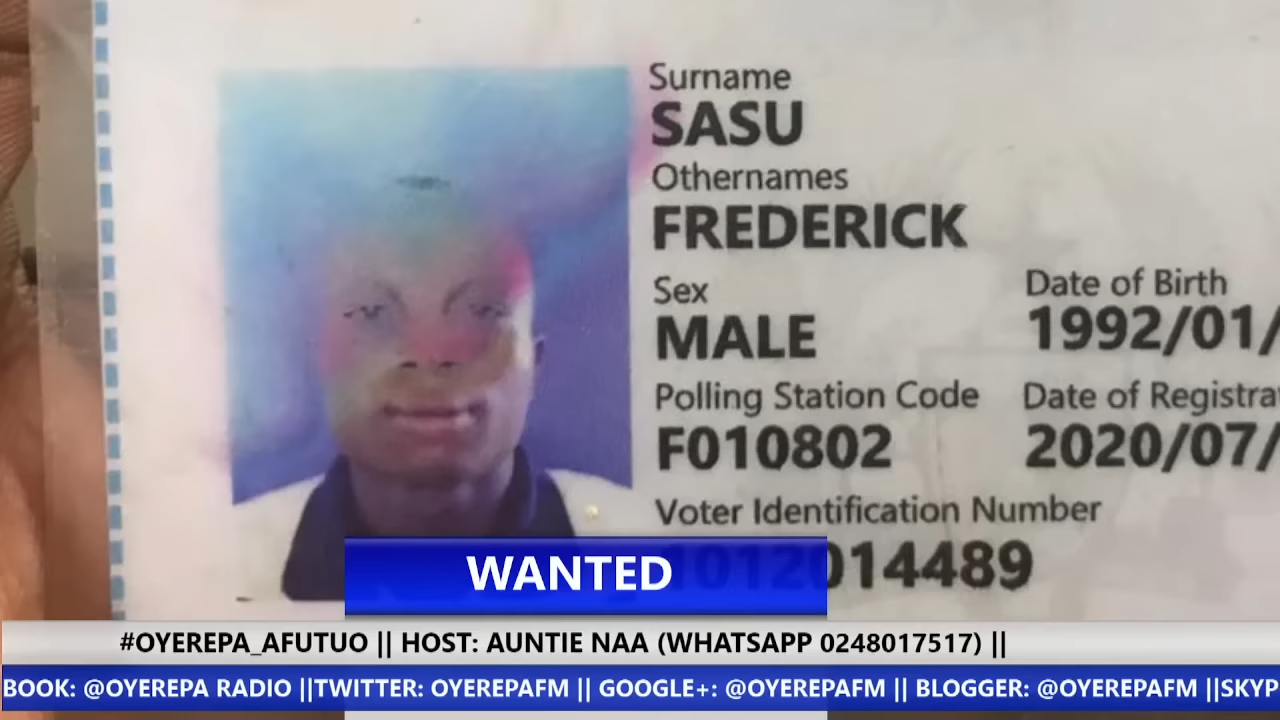 Surname
SASU
Othernames
FREDERICK
Sex
MALE
Date of Birth
1992/01/
Polling Station Code
F010802
Date of Registra
2020/07/
Voter Identification Number
1012014489
WANTED
#OYEREPA_AFUTUO || HOST: AUNTIE NAA (WHATSAPP 0248017517) ||
BOOK: @OYEREPA RADIO ||TWITTER: OYEREPAFM || GOOGLE+: @OYEREPAFM || BLOGGER: @OYEREPAFM ||SKYP